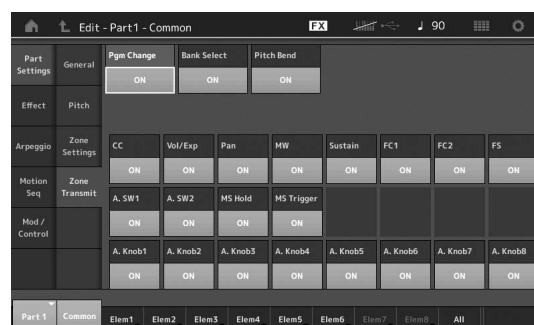 Edit - Part1 - Common FX 90
Part Settings General Pgm Change Bank Select Pitch Bend
ON ON ON
Effect Pitch
Arpeggio Zone Settings CC Vol/Exp Pan MW Sustain FC1 FC2 FS
ON ON ON ON ON ON ON ON
Motion Seq Zone Transmit A. SW1 A. SW2 MS Hold MS Trigger
ON ON ON ON
Mod / Control A. Knob1 A. Knob2 A. Knob3 A. Knob4 A. Knob5 A. Knob6 A. Knob7 A. Knob8
ON ON ON ON ON ON ON ON
Part 1 Common Elem1 Elem2 Elem3 Elem4 Elem5 Elem6 Elem7 Elem8 All